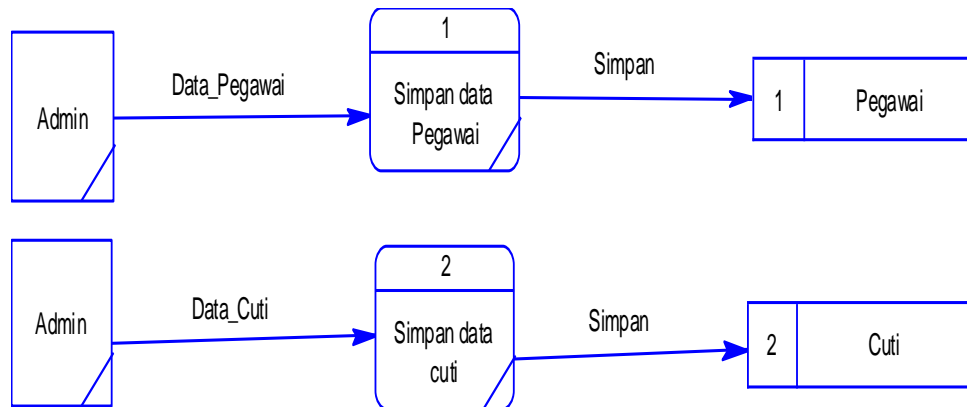 1
Data_Pegawai
Simpan
Admin
Simpan data
Pegawai
1
Pegawai
2
Data_Cuti
Simpan
Admin
Simpan data
cuti
2
Cuti